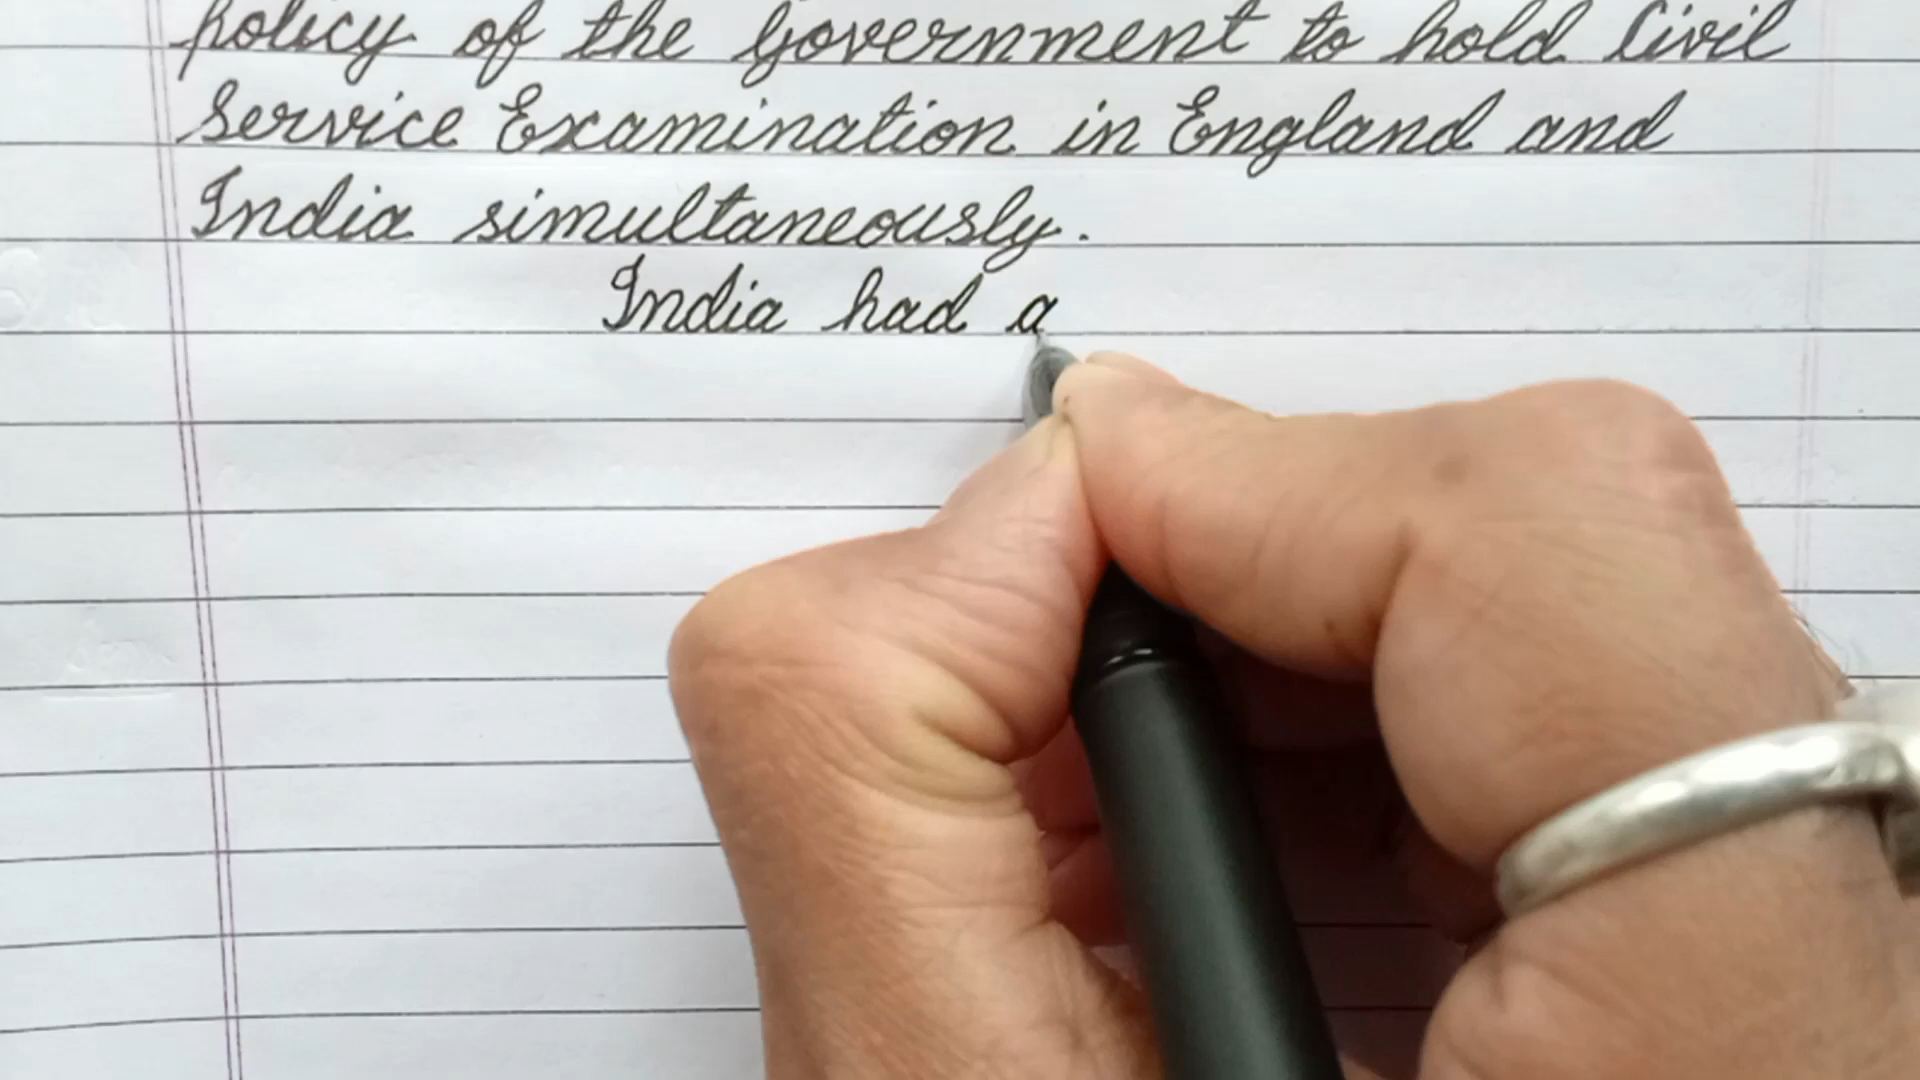 policy of the Government to hold Civil
Service Examination in England and
India simultaneously.
India had a